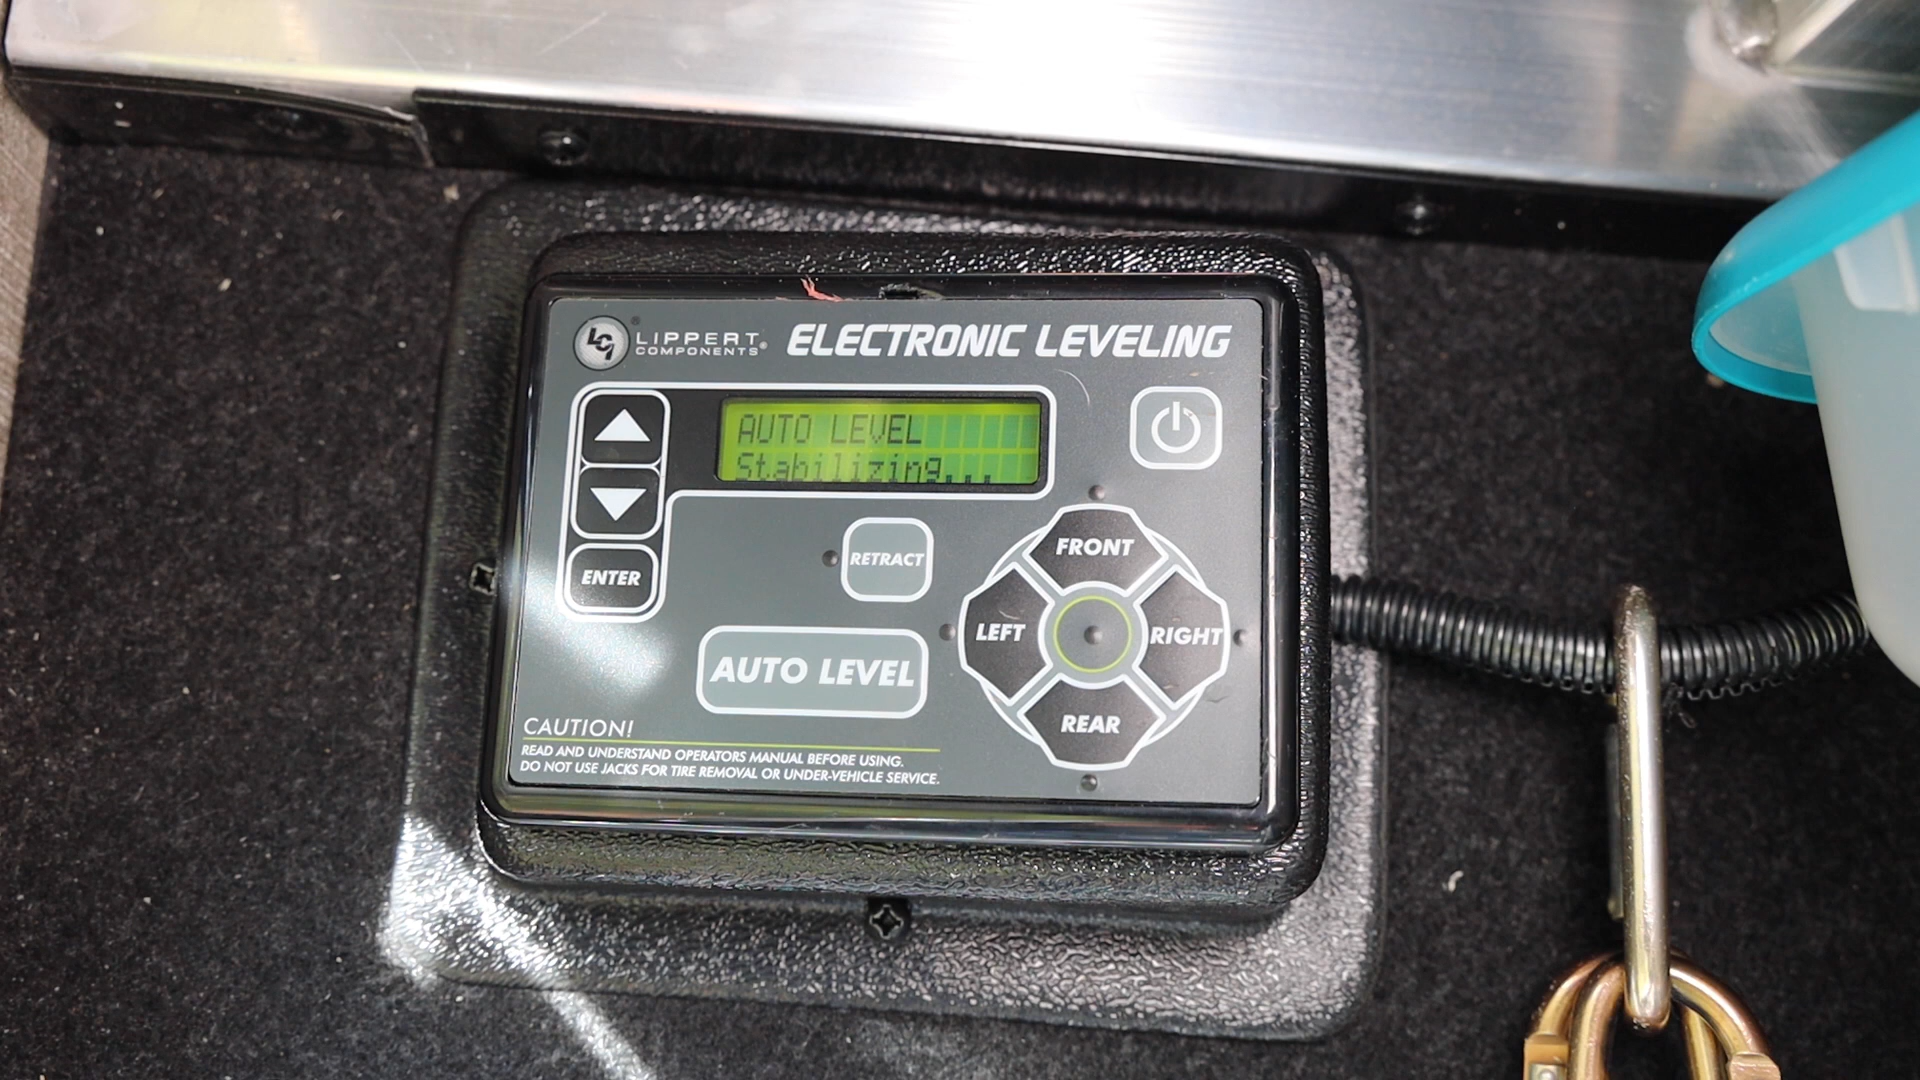 LCI ® LIPPERT COMPONENTS® ELECTRONIC LEVELING
AUTO LEVEL
Stabilizing...
ENTER
RETRACT
AUTO LEVEL
FRONT
LEFT
RIGHT
REAR
CAUTION!
READ AND UNDERSTAND OPERATORS MANUAL BEFORE USING.
DO NOT USE JACKS FOR TIRE REMOVAL OR UNDER-VEHICLE SERVICE.